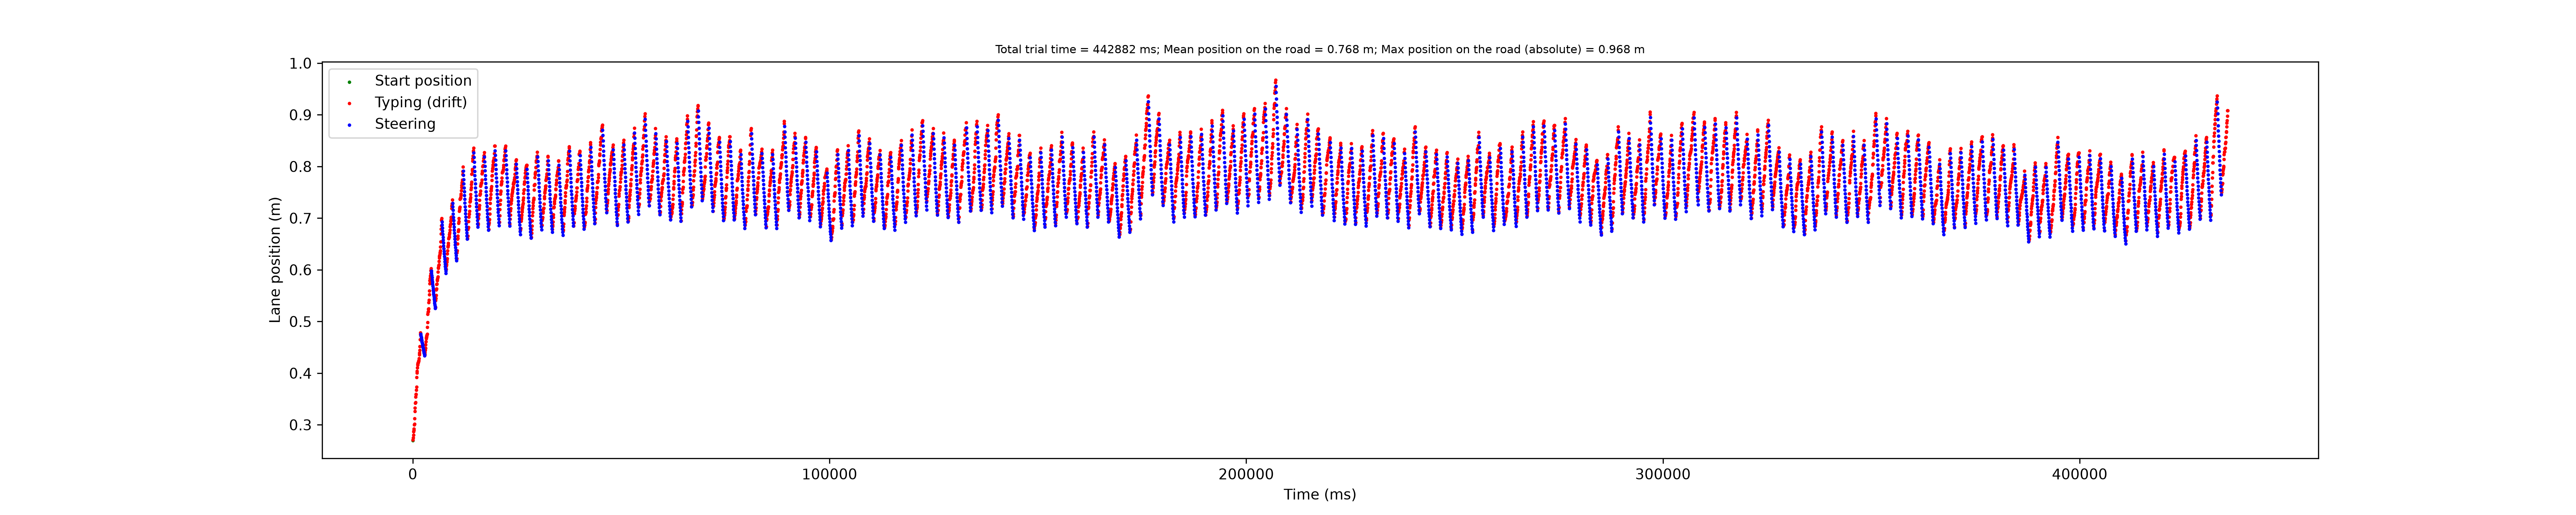 Total trial time = 442882 ms; Mean position on the road = 0.768 m; Max position on the road (absolute) = 0.968 m
Start position
Typing (drift)
Steering
1.0
0.9
0.8
0.7
0.6
0.5
0.4
0.3
Lane position (m)
0
100000
200000
300000
400000
Time (ms)